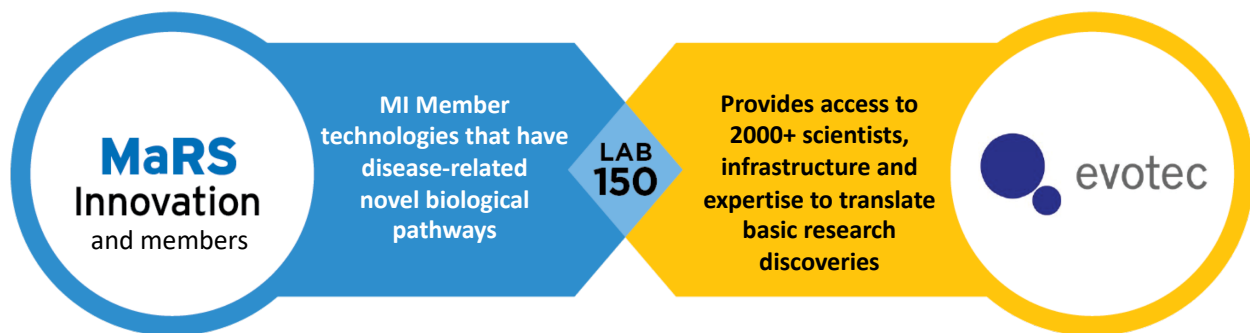 MaRS
Innovation
and members
MI Member
technologies that have
disease-related
novel biological
pathways
LAB
150
Provides access to
2000+ scientists,
infrastructure and
expertise to translate
basic research
discoveries
evotec